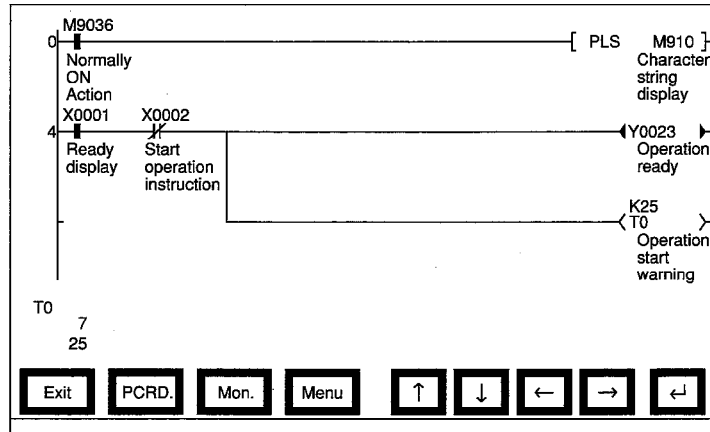 M9036
0
PLS M910
Normally
ON
Action
Character
string
display
X0001 X0002
4
Y0023
Ready
display
Start
operation
instruction
Operation
ready
K25
T0
Operation
start
warning
T0
7
25
Exit PCRD. Mon. Menu ↑ ↓ ← → ↵